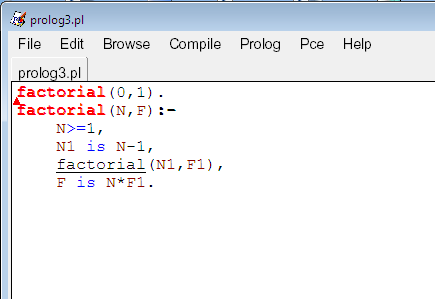 prolog3.pl
File Edit Browse Compile Prolog Pce Help
prolog3.pl
factorial(0,1).
factorial(N,F):-
    N>=1,
    N1 is N-1,
    factorial(N1,F1),
    F is N*F1.